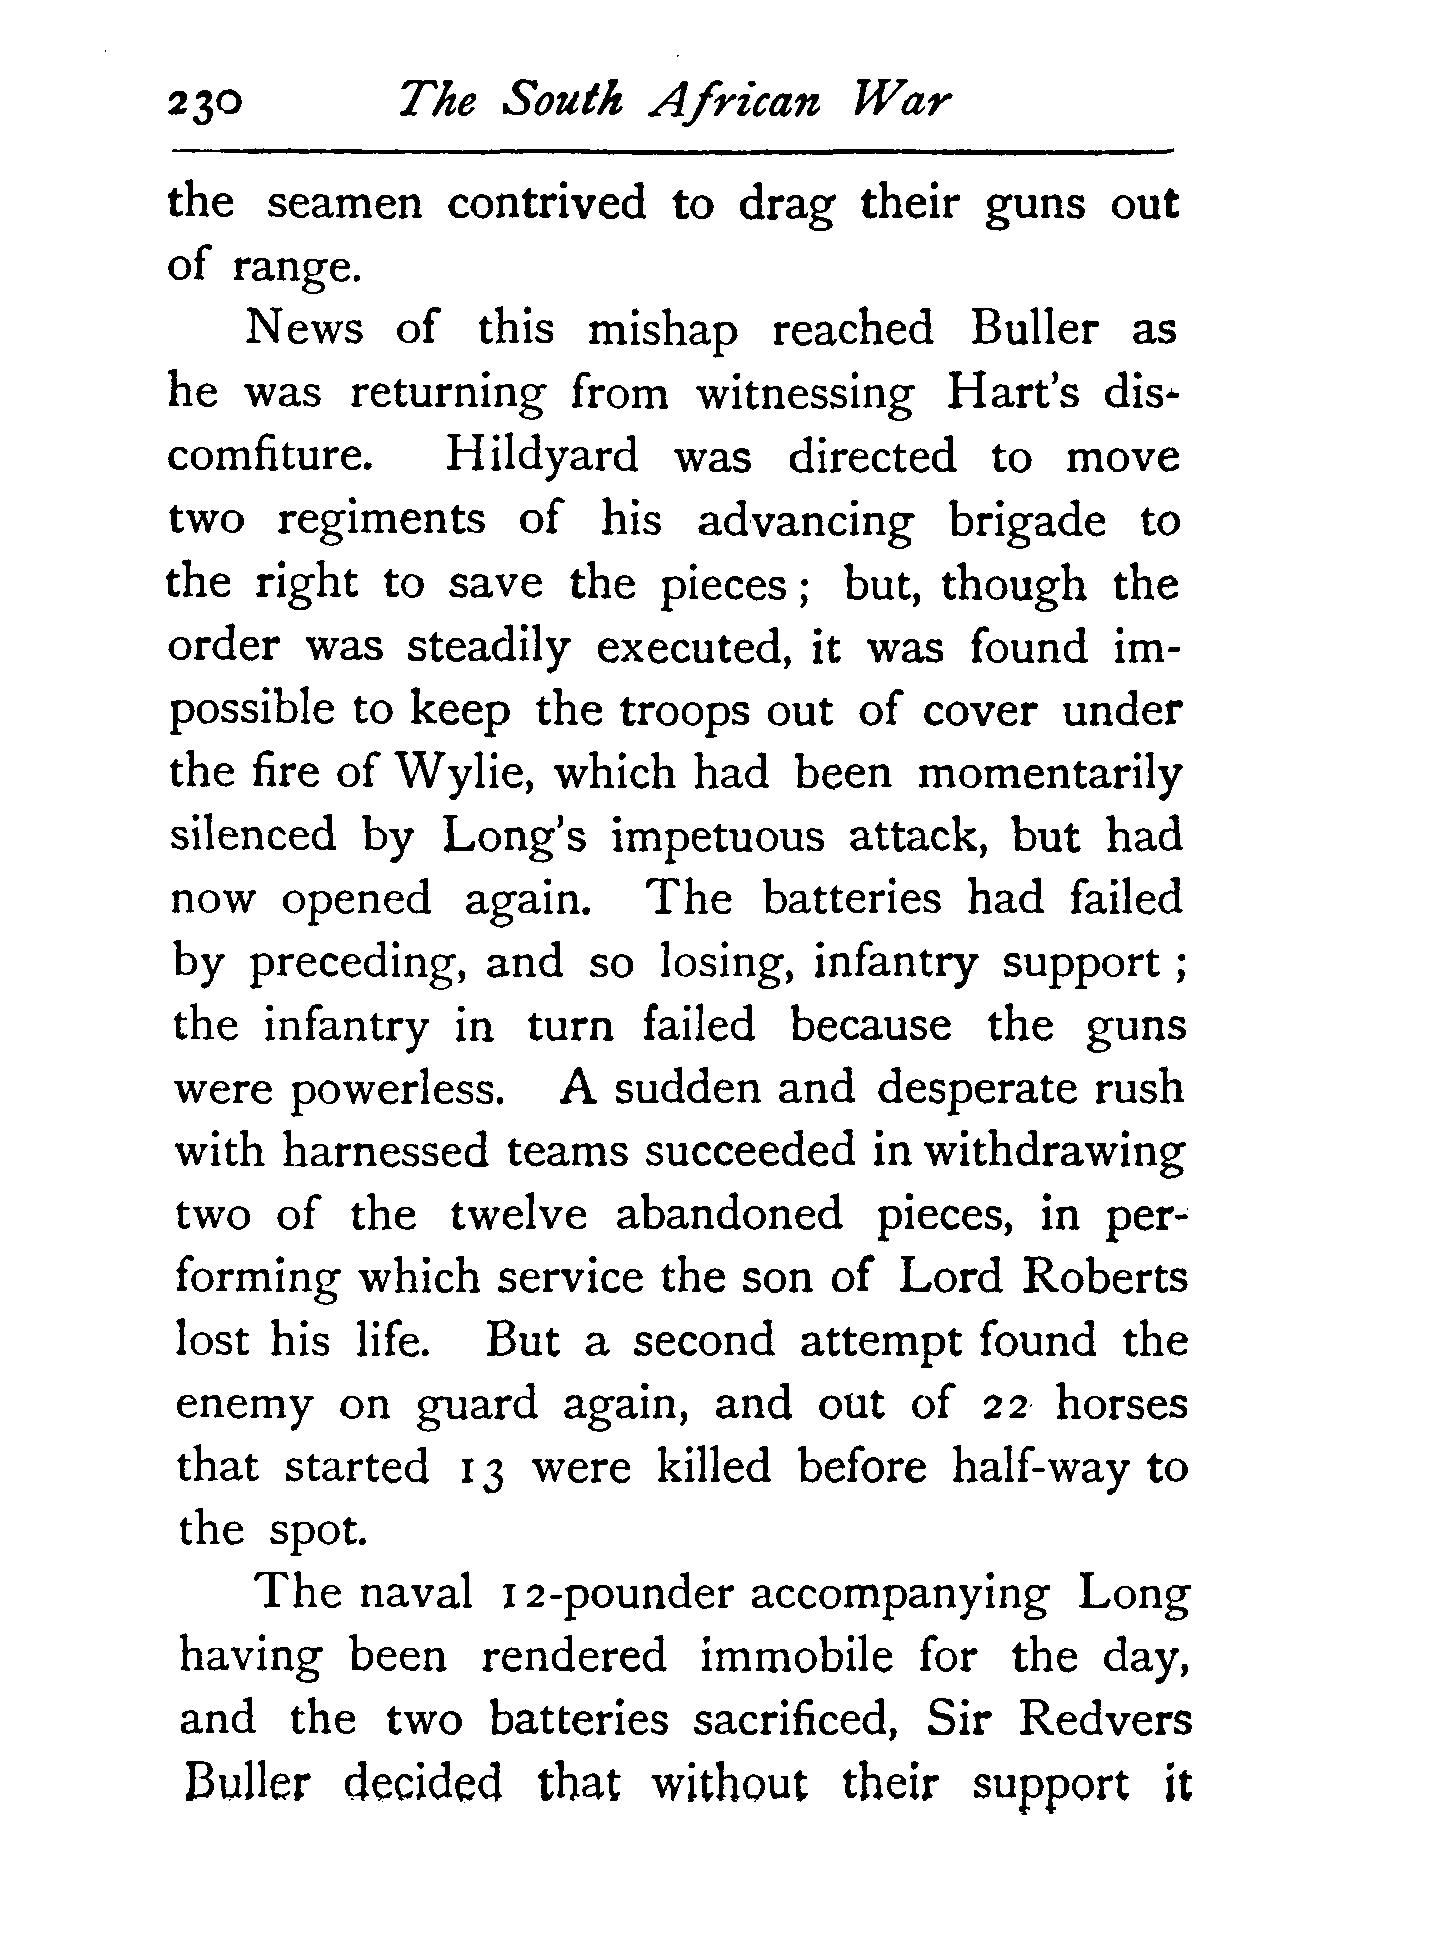 230 The South African War
the seamen contrived to drag their guns out
of range.
News of this mishap reached Buller as
he was returning from witnessing Hart's dis-
comfiture. Hildyard was directed to move
two regiments of his advancing brigade to
the right to save the pieces ; but, though the
order was steadily executed, it was found im-
possible to keep the troops out of cover under
the fire of Wylie, which had been momentarily
silenced by Long's impetuous attack, but had
now opened again. The batteries had failed
by preceding, and so losing, infantry support ;
the infantry in turn failed because the guns
were powerless. A sudden and desperate rush
with harnessed teams succeeded in withdrawing
two of the twelve abandoned pieces, in per-
forming which service the son of Lord Roberts
lost his life. But a second attempt found the
enemy on guard again, and out of 22 horses
that started 13 were killed before half-way to
the spot.
The naval 12-pounder accompanying Long
having been rendered immobile for the day,
and the two batteries sacrificed, Sir Redvers
Buller decided that without their support it